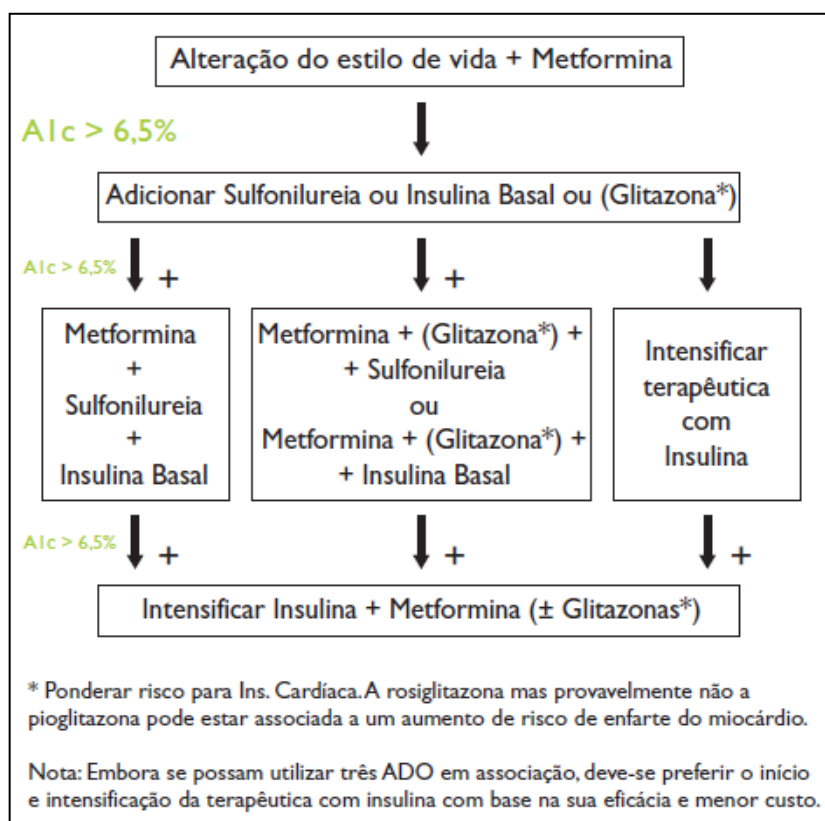 Alteração do estilo de vida + Metformina
A1c > 6,5%
Adicionar Sulfonilureia ou Insulina Basal ou (Glitazona*)
A1c > 6,5%
+
+
Metformina
+
Sulfonilureia
+
Insulina Basal
Metformina + (Glitazona*) +
+ Sulfonilureia
ou
Metformina + (Glitazona*) +
+ Insulina Basal
Intensificar
terapêutica
com
Insulina
A1c > 6,5%
+
+
+
Intensificar Insulina + Metformina (± Glitazonas*)
* Ponderar risco para Ins. Cardíaca. A rosiglitazona mas provavelmente não a
pioglitazona pode estar associada a um aumento de risco de enfarte do miocárdio.
Nota: Embora se possam utilizar três ADO em associação, deve-se preferir o início
e intensificação da terapêutica com insulina com base na sua eficácia e menor custo.